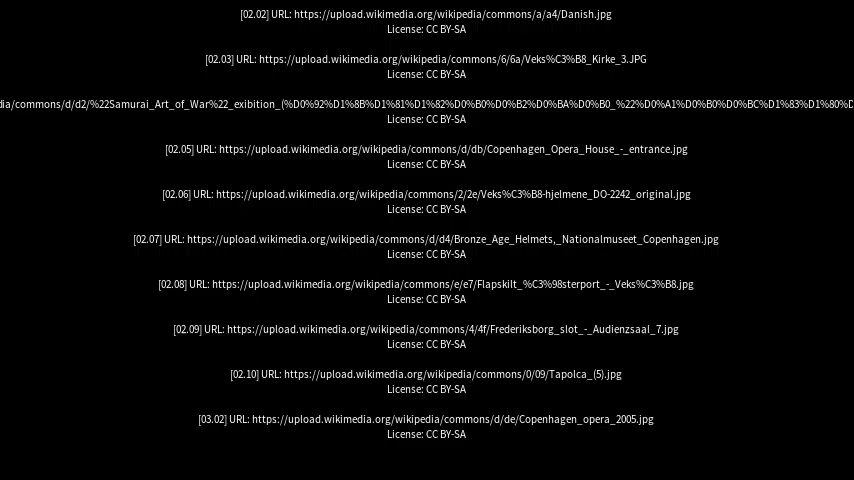 [02.02] URL: https://upload.wikimedia.org/wikipedia/commons/a/a4/Danish.jpg
License: CC BY-SA
[02.03] URL: https://upload.wikimedia.org/wikipedia/commons/6/6a/Veks%C3%B8_Kirke_3.JPG
License: CC BY-SA
dia/commons/d/d2/%22Samurai_Art_of_War%22_exibition_(%D0%92%D1%8B%D1%81%D1%82%D0%B0%D0%B2%D0%BA%D0%B0_%22%D0%A1%D0%B0%D0%BC%D1%83%D1%80%D
License: CC BY-SA
[02.05] URL: https://upload.wikimedia.org/wikipedia/commons/d/db/Copenhagen_Opera_House_-_entrance.jpg
License: CC BY-SA
[02.06] URL: https://upload.wikimedia.org/wikipedia/commons/2/2e/Veks%C3%B8-hjelmene_DO-2242_original.jpg
License: CC BY-SA
[02.07] URL: https://upload.wikimedia.org/wikipedia/commons/d/d4/Bronze_Age_Helmets,_Nationalmuseet_Copenhagen.jpg
License: CC BY-SA
[02.08] URL: https://upload.wikimedia.org/wikipedia/commons/e/e7/Flapskilt_%C3%98sterport_-_Veks%C3%B8.jpg
License: CC BY-SA
[02.09] URL: https://upload.wikimedia.org/wikipedia/commons/4/4f/Frederiksborg_slot_-_Audienzsaal_7.jpg
License: CC BY-SA
[02.10] URL: https://upload.wikimedia.org/wikipedia/commons/0/09/Tapolca_(5).jpg
License: CC BY-SA
[03.02] URL: https://upload.wikimedia.org/wikipedia/commons/d/de/Copenhagen_opera_2005.jpg
License: CC BY-SA